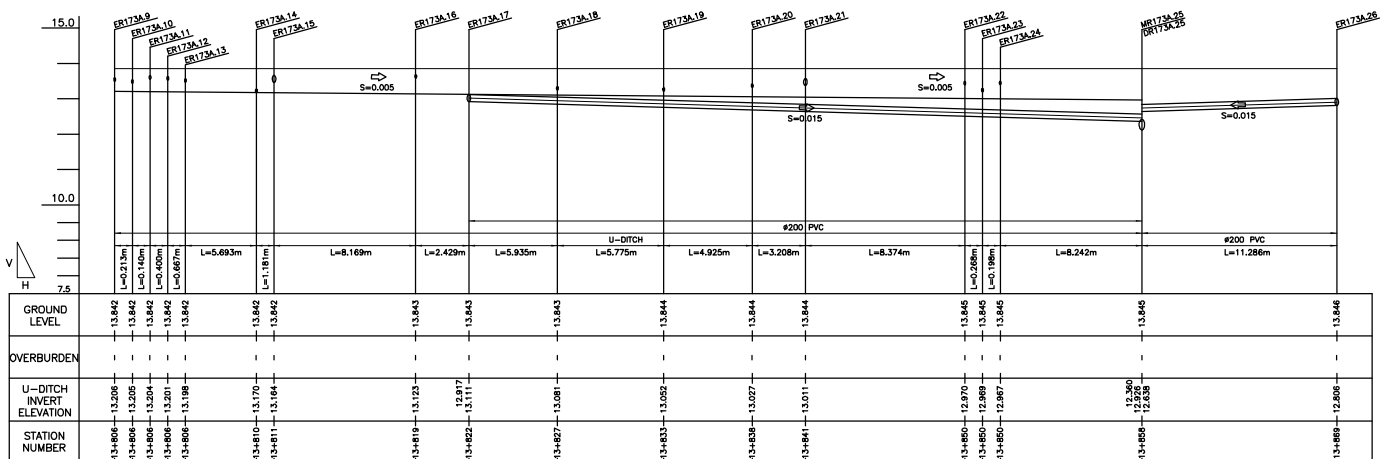 15.0
10.0
7.5
V
H
ER173A.9
ER173A.10
ER173A.11
ER173A.12
ER173A.13
ER173A.14
ER173A.15
ER173A.16
ER173A.17
ER173A.18
ER173A.19
ER173A.20
ER173A.21
ER173A.22
ER173A.23
ER173A.24
MR173A.25
DR173A.25
ER173A.26
S=0.005
S=0.015
S=0.005
S=0.015
ø200 PVC
U-DITCH
ø200 PVC
L=0.213m
L=0.140m
L=0.400m
L=0.667m
L=5.693m
L=1.181m
L=8.169m
L=2.429m
L=5.935m
L=5.775m
L=4.925m
L=3.208m
L=8.374m
L=0.268m
L=0.198m
L=8.242m
L=11.286m
GROUND LEVEL
13.842
13.842
13.842
13.842
13.842
13.842
13.842
13.843
13.843
13.843
13.844
13.844
13.844
13.845
13.845
13.845
13.845
13.846
OVERBURDEN
- - - - - - - - - - - - - - - - - -
U-DITCH INVERT ELEVATION
13.206
13.205
13.204
13.201
13.198
13.170
13.164
13.123
12.917
13.111
13.081
13.052
13.027
13.011
12.970
12.969
12.967
12.360
12.926
12.638
12.806
STATION NUMBER
13+806
13+806
13+806
13+806
13+806
13+810
13+811
13+819
13+822
13+827
13+833
13+838
13+841
13+850
13+850
13+850
13+858
13+869